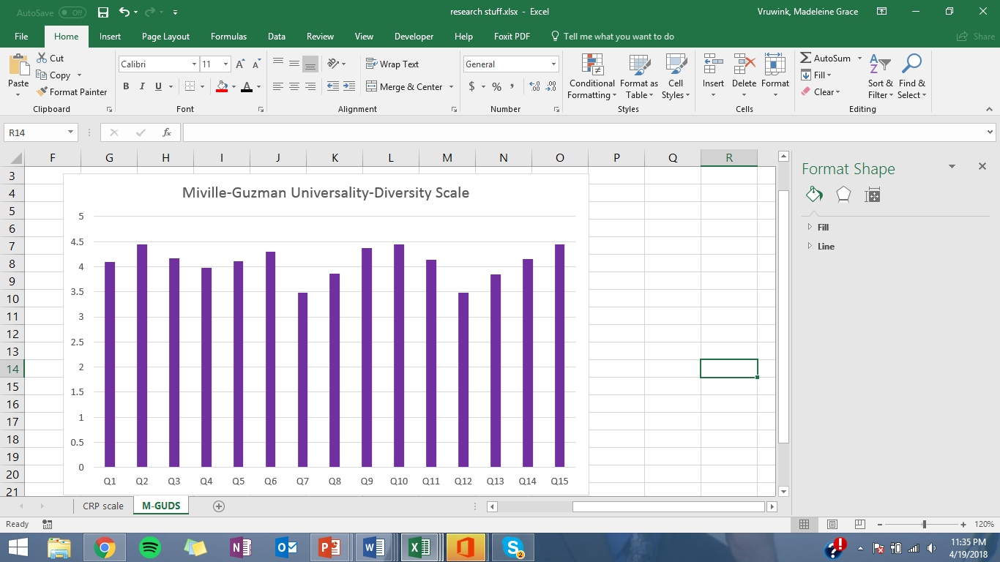 AutoSave Off research stuff.xlsx - Excel Vruwink, Madeleine Grace
File Home Insert Page Layout Formulas Data Review View Developer Help Foxit PDF Tell me what you want to do Share
Cut
Copy
Format Painter
Paste
Clipboard
Calibri 11
B I U
Font
Wrap Text
Merge & Center
Alignment
General
$ % ,
Number
Conditional Formatting
Format as Table
Cell Styles
Styles
Insert Delete Format
Cells
AutoSum
Fill
Clear
Sort & Filter
Find & Select
Editing
R14 fx
F G H I J K L M N O P Q R
3
4
5
6
7
8
9
10
11
12
13
14
15
16
17
18
19
20
21
Miville-Guzman Universality-Diversity Scale
5
4.5
4
3.5
3
2.5
2
1.5
1
0.5
0
Q1 Q2 Q3 Q4 Q5 Q6 Q7 Q8 Q9 Q10 Q11 Q12 Q13 Q14 Q15
Format Shape
Fill
Line
CRP scale M-GUDS
Ready 120%
11:35 PM
4/19/2018